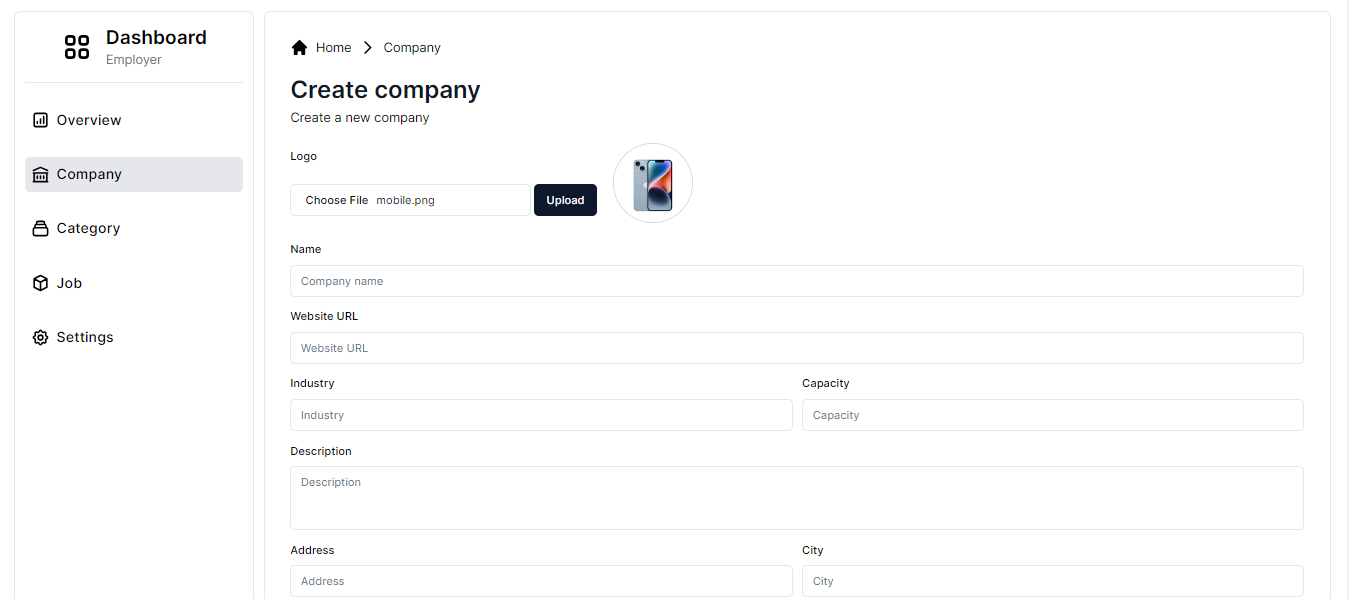 Dashboard
Employer
Overview
Company
Category
Job
Settings
Home Company
Create company
Create a new company
Logo
Choose File mobile.png Upload
Name
Company name
Website URL
Website URL
Industry Capacity
Industry Capacity
Description
Description
Address City
Address City